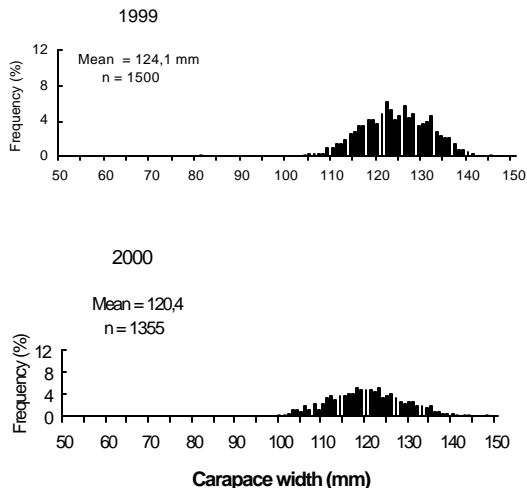 1999
Mean = 124,1 mm
n = 1500
Frequency (%)
12
8
4
0
50 60 70 80 90 100 110 120 130 140 150
2000
Mean = 120,4
n = 1355
Frequency (%)
12
8
4
0
50 60 70 80 90 100 110 120 130 140 150
Carapace width (mm)